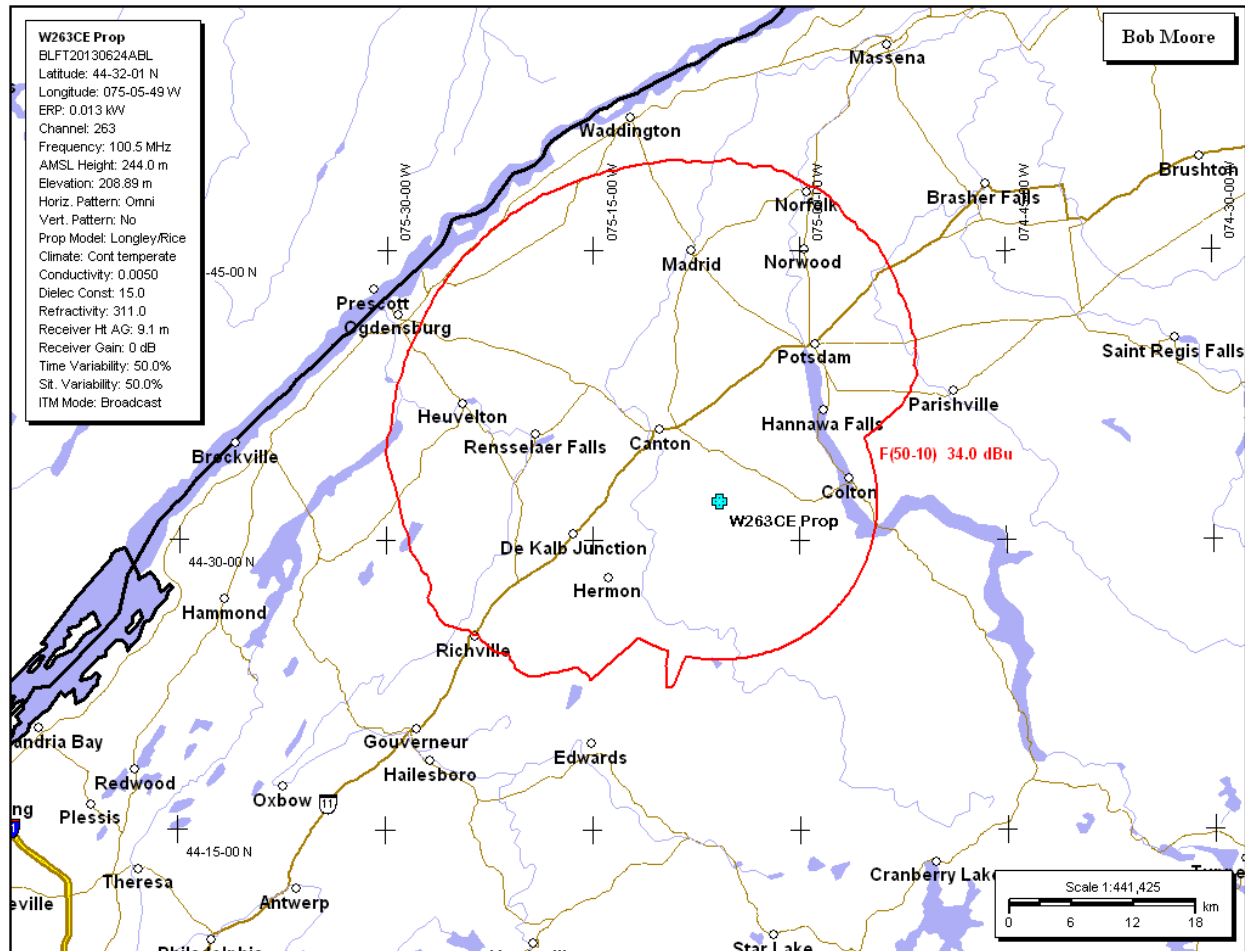 W263CE Prop
BLFT20130624ABL
Latitude: 44-32-01 N
Longitude: 075-05-49 W
ERP: 0.013 kW
Channel: 263
Frequency: 100.5 MHz
AMSL Height: 244.0 m
Elevation: 208.89 m
Horiz. Pattern: Omni
Vert. Pattern: No
Prop Model: Longley/Rice
Climate: Cont temperate
Conductivity: 0.0050
Dielec Const: 15.0
Refractivity: 311.0
Receiver Ht AG: 9.1 m
Receiver Gain: 0 dB
Time Variability: 50.0%
Sit. Variability: 50.0%
ITM Mode: Broadcast
Bob Moore
Massena
Waddington
Brushton
Brasher Falls
Norfolk
075-30-00 W
075-15-00 W
074-30-00 W
Madrid
Norwood
-45-00 N
Prescott
Ogdensburg
Potsdam
Saint Regis Falls
Heuvelton
Parishville
Hannawa Falls
Rensselaer Falls
Canton
Brockville
F(50-10) 34.0 dBu
Colton
W263CE Prop
De Kalb Junction
44-30-00 N
Hermon
Hammond
Richville
andria Bay
Gouverneur
Edwards
Hailesboro
Redwood
Oxbow
11
Plessis
ng
44-15-00 N
Theresa
Cranberry Lake
eville
Antwerp
Star Lake
Scale 1:441,425
km
0 6 12 18